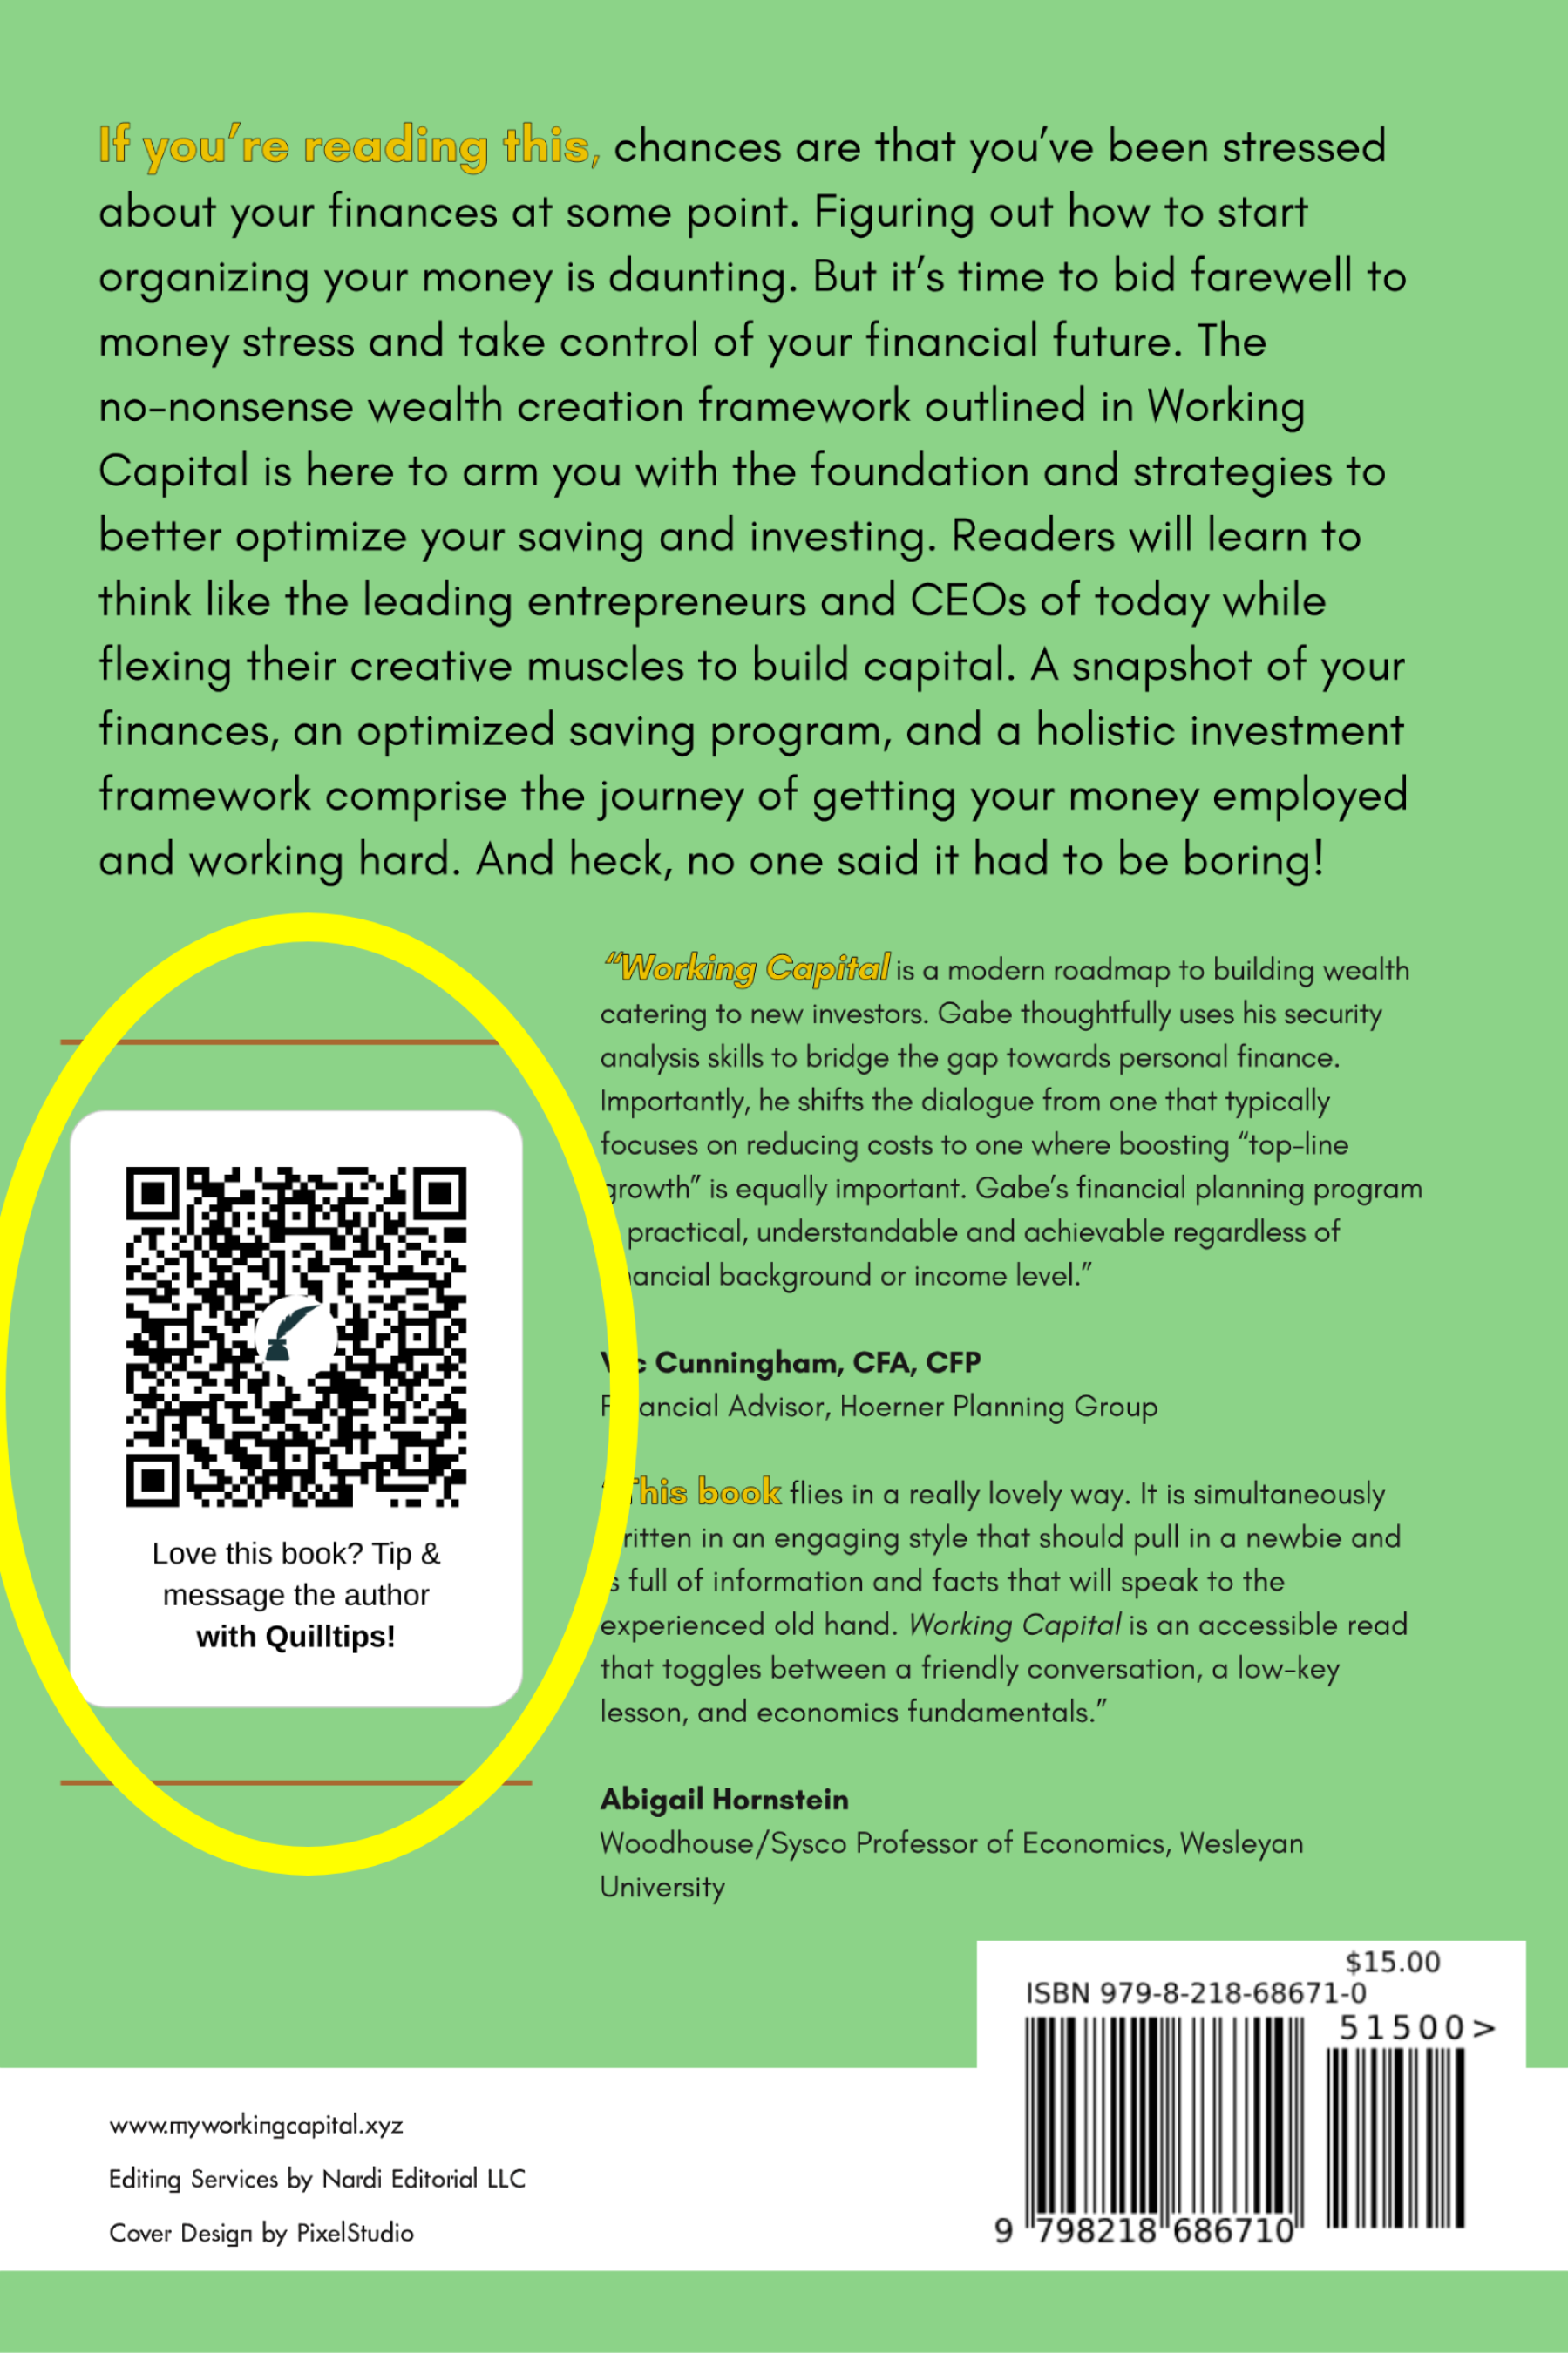 If you’re reading this, chances are that you’ve been stressed
about your finances at some point. Figuring out how to start
organizing your money is daunting. But it’s time to bid farewell to
money stress and take control of your financial future. The
no-nonsense wealth creation framework outlined in Working
Capital is here to arm you with the foundation and strategies to
better optimize your saving and investing. Readers will learn to
think like the leading entrepreneurs and CEOs of today while
flexing their creative muscles to build capital. A snapshot of your
finances, an optimized saving program, and a holistic investment
framework comprise the journey of getting your money employed
and working hard. And heck, no one said it had to be boring!
Love this book? Tip &
message the author
with Quilltips!
“Working Capital is a modern roadmap to building wealth
catering to new investors. Gabe thoughtfully uses his security
analysis skills to bridge the gap towards personal finance.
Importantly, he shifts the dialogue from one that typically
focuses on reducing costs to one where boosting “top-line
growth” is equally important. Gabe’s financial planning program
practical, understandable and achievable regardless of
financial background or income level.”
Cunningham, CFA, CFP
Financial Advisor, Hoerner Planning Group
“This book flies in a really lovely way. It is simultaneously
written in an engaging style that should pull in a newbie and
is full of information and facts that will speak to the
experienced old hand. Working Capital is an accessible read
that toggles between a friendly conversation, a low-key
lesson, and economics fundamentals.”
Abigail Hornstein
Woodhouse/Sysco Professor of Economics, Wesleyan
University
$15.00
ISBN 979-8-218-68671-0
51500>
9 798218 686710
www.myworkingcapital.xyz
Editing Services by Nardi Editorial LLC
Cover Design by PixelStudio